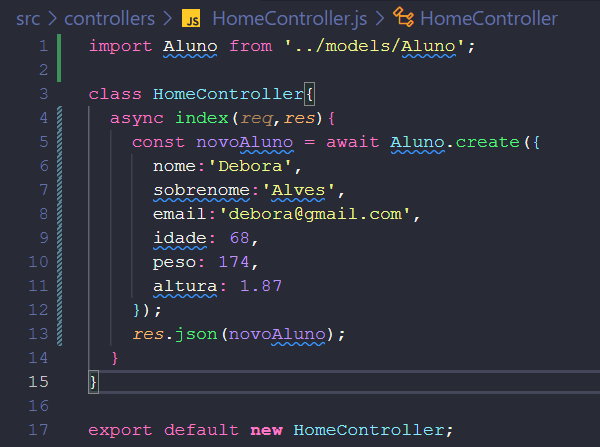 src > controllers > JS HomeController.js > HomeController
1 import Aluno from '../models/Aluno';
2
3 class HomeController{
4 async index(req,res){
5 const novoAluno = await Aluno.create({
6 nome:'Debora',
7 sobrenome:'Alves',
8 email:'debora@gmail.com',
9 idade: 68,
10 peso: 174,
11 altura: 1.87
12 });
13 res.json(novoAluno);
14 }
15 }
16
17 export default new HomeController;